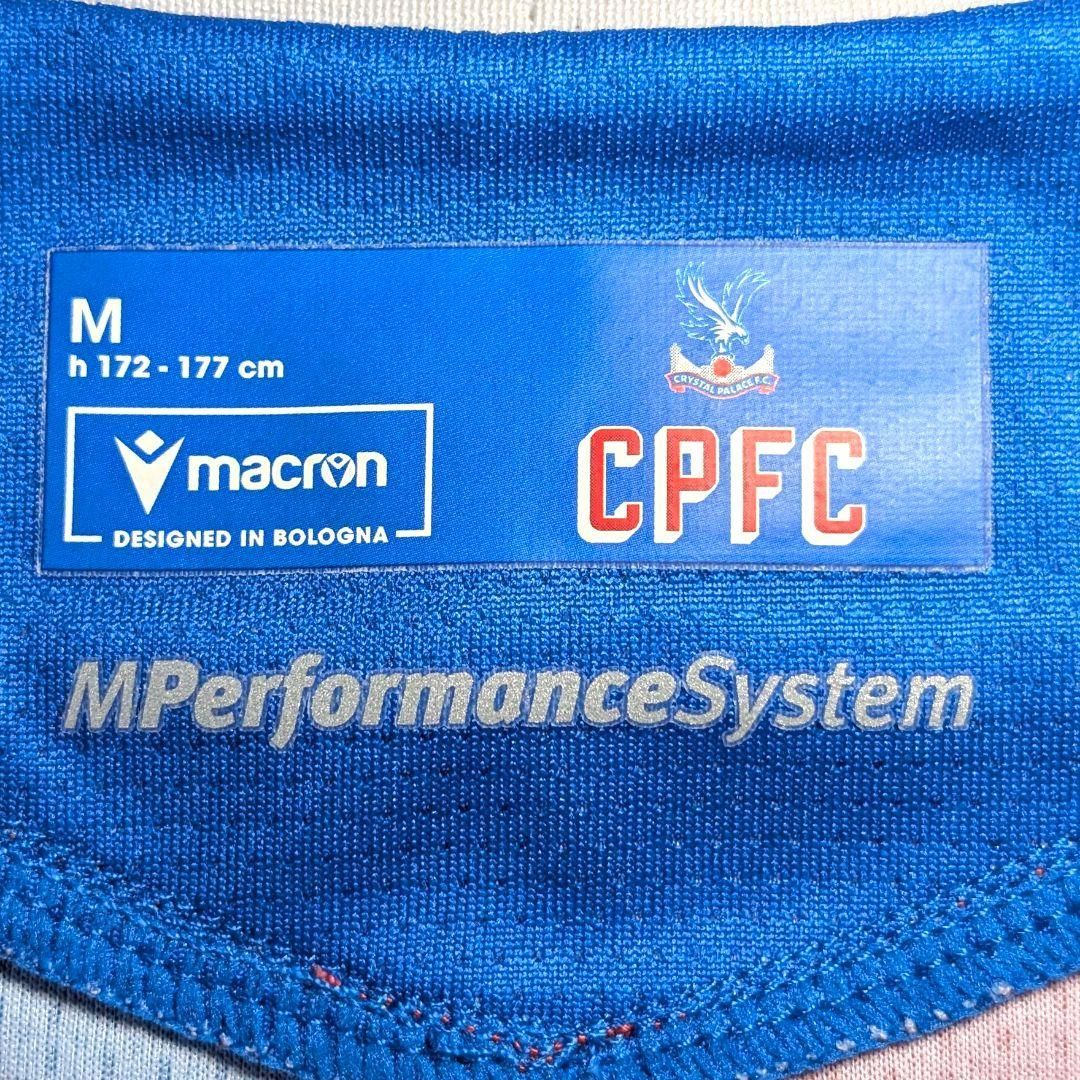 M
h 172 - 177 cm
macron
DESIGNED IN BOLOGNA
CRYSTAL PALACE F.C.
CPFC
MPerformanceSystem